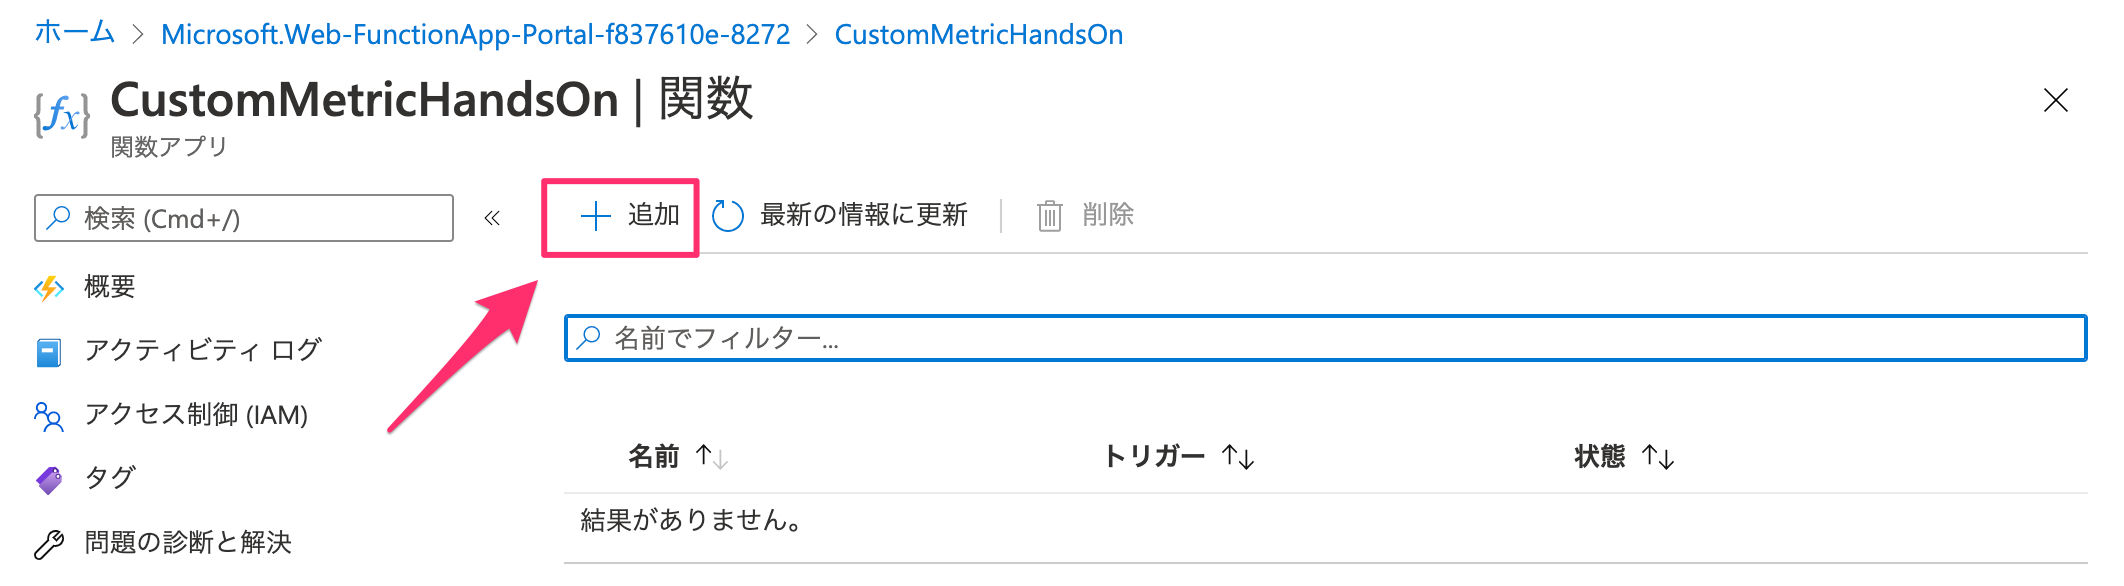 ホーム > Microsoft.Web-FunctionApp-Portal-f837610e-8272 > CustomMetricHandsOn
{fx} CustomMetricHandsOn | 関数
関数アプリ
検索 (Cmd+/) « + 追加 最新の情報に更新 | 削除
概要
名前でフィルター...
アクティビティ ログ
アクセス制御 (IAM)
名前 ↑↓ トリガー ↑↓ 状態 ↑↓
タグ
結果がありません。
問題の診断と解決